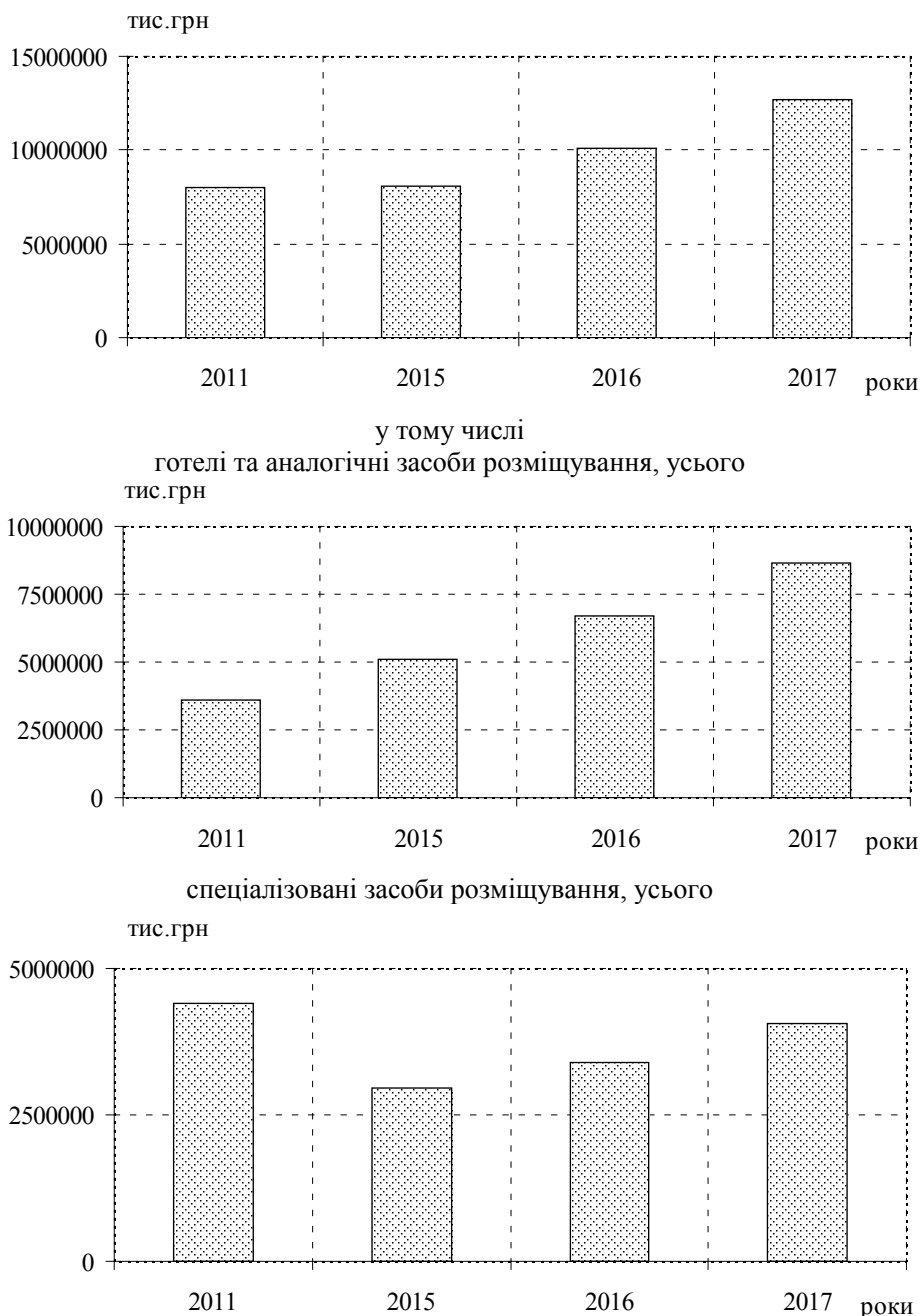 тис.грн
15000000
10000000
5000000
0
2011 2015 2016 2017 роки
у тому числі
готелі та аналогічні засоби розміщування, усього
тис.грн
10000000
7500000
5000000
2500000
0
2011 2015 2016 2017 роки
спеціалізовані засоби розміщування, усього
тис.грн
5000000
2500000
0
2011 2015 2016 2017 роки